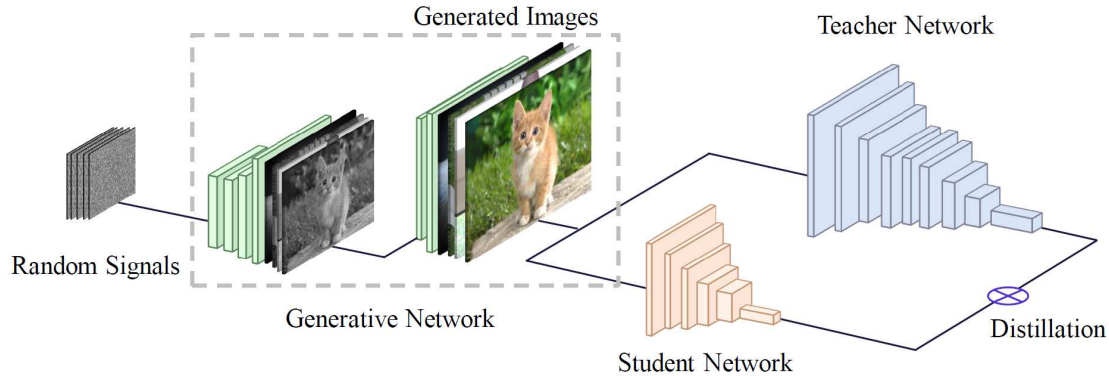 Generated Images
Teacher Network
Random Signals
Generative Network
Student Network
Distillation